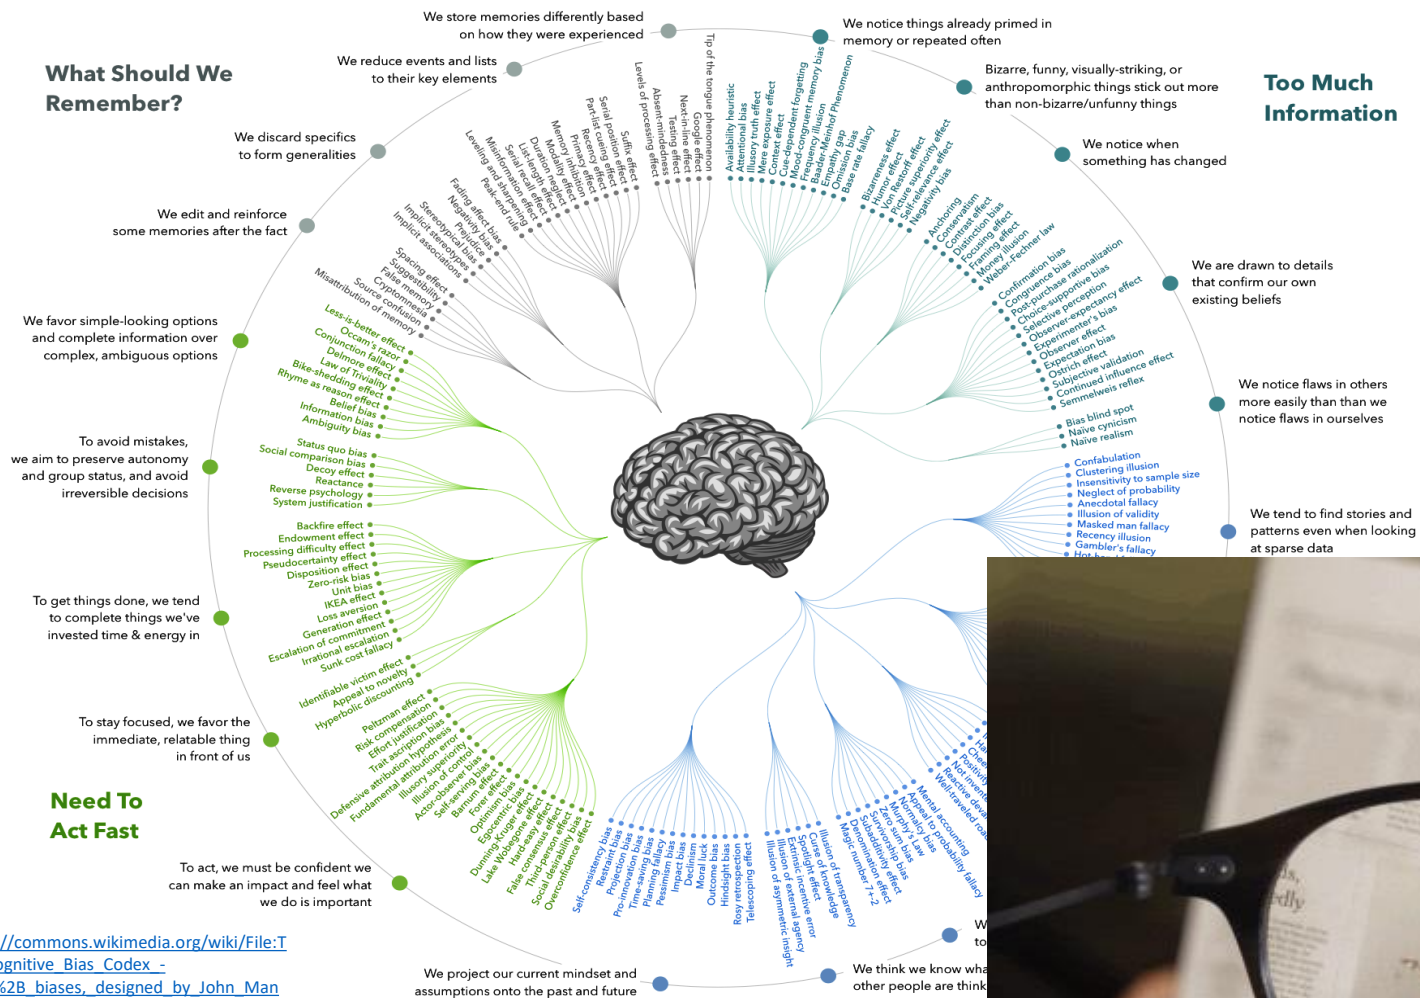 We store memories differently based
on how they were experienced
We reduce events and lists
to their key elements
What Should We
Remember?
We discard specifics
to form generalities
We edit and reinforce
some memories after the fact
We favor simple-looking options
and complete information over
complex, ambiguous options
To avoid mistakes,
we aim to preserve autonomy
and group status, and avoid
irreversible decisions
To get things done, we tend
to complete things we've
invested time & energy in
To stay focused, we favor the
immediate, relatable thing
in front of us
Need To
Act Fast
To act, we must be confident we
can make an impact and feel what
we do is important
//commons.wikimedia.org/wiki/File:T
ognitive_Bias_Codex_-
%2B_biases,_designed_by_John_Man
We project our current mindset and
assumptions onto the past and future
We think we know wha
other people are think
W
to
We notice things already primed in
memory or repeated often
Bizarre, funny, visually-striking, or
anthropomorphic things stick out more
than non-bizarre/unfunny things
Too Much
Information
We notice when
something has changed
We are drawn to details
that confirm our own
existing beliefs
We notice flaws in others
more easily than than we
notice flaws in ourselves
We tend to find stories and
patterns even when looking
at sparse data
Tip of the tongue phenomenon
Google effect
Next-in-line effect
Testing effect
Absent-mindedness
Levels of processing effect
Suffix effect
Serial position effect
Part-list cueing effect
Recency effect
Primacy effect
Memory inhibition
Modality effect
Duration neglect
List-length effect
Serial recall effect
Misinformation effect
Leveling and sharpening
Peak-end rule
Fading affect bias
Negativity bias
Prejudice
Stereotypical bias
Implicit stereotypes
Implicit associations
Spacing effect
Suggestibility
False memory
Cryptomnesia
Source confusion
Misattribution of memory
Less-is-better effect
Occam's razor
Conjunction fallacy
Delmore effect
Law of Triviality
Bike-shedding effect
Rhyme as reason effect
Belief bias
Information bias
Ambiguity bias
Status quo bias
Social comparison bias
Decoy effect
Reactance
Reverse psychology
System justification
Backfire effect
Endowment effect
Processing difficulty effect
Pseudocertainty effect
Disposition effect
Zero-risk bias
Unit bias
IKEA effect
Loss aversion
Generation effect
Escalation of commitment
Irrational escalation
Sunk cost fallacy
Identifiable victim effect
Appeal to novelty
Hyperbolic discounting
Peltzman effect
Risk compensation
Effort justification
Trait ascription bias
Defensive attribution hypothesis
Fundamental attribution error
Illusory superiority
Illusion of control
Actor-observer bias
Self-serving bias
Barnum effect
Forer effect
Optimism bias
Egocentric bias
Dunning-Kruger effect
Lake Wobegone effect
Hard-easy effect
False consensus effect
Third-person effect
Social desirability bias
Overconfidence effect
Self-consistency bias
Restraint bias
Projection bias
Pro-innovation bias
Time-saving bias
Planning fallacy
Pessimism bias
Impact bias
Declinism
Moral luck
Outcome bias
Hindsight bias
Rosy retrospection
Telescoping effect
Illusion of asymmetric insight
Illusion of external agency
Extrinsic incentive error
Spotlight effect
Curse of knowledge
Illusion of transparency
Magic number 7+-2
Denomination effect
Subadditivity effect
Survivorship bias
Zero sum bias
Murphy's Law
Normalcy bias
Appeal to probability fallacy
Mental accounting
Well-traveled road
Reactive deva
Not invente
Positivity
Chee
Ha
Availability heuristic
Attentional bias
Illusory truth effect
Mere exposure effect
Context effect
Cue-dependent forgetting
Mood-congruent memory bias
Frequency illusion
Baader-Meinhof Phenomenon
Empathy gap
Omission bias
Base rate fallacy
Bizarreness effect
Humor effect
Von Restorff effect
Picture superiority effect
Self-relevance effect
Negativity bias
Anchoring
Conservatism
Contrast effect
Distinction bias
Focusing effect
Framing effect
Money illusion
Weber–Fechner law
Confirmation bias
Congruence bias
Post-purchase rationalization
Choice-supportive bias
Selective perception
Observer-expectancy effect
Experimenter's bias
Observer effect
Expectation bias
Ostrich effect
Subjective validation
Continued influence effect
Semmelweis reflex
Bias blind spot
Naïve cynicism
Naïve realism
Confabulation
Clustering illusion
Insensitivity to sample size
Neglect of probability
Anecdotal fallacy
Illusion of validity
Masked man fallacy
Recency illusion
Gambler's fallacy
edly